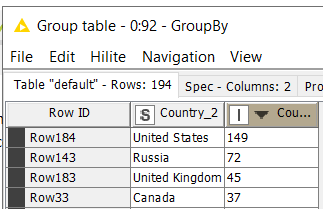 Group table - 0:92 - GroupBy
File Edit Hilite Navigation View
Table "default" - Rows: 194 Spec - Columns: 2 Pro
Row ID S Country_2 I Cou...
Row184 United States 149
Row143 Russia 72
Row183 United Kingdom 45
Row33 Canada 37